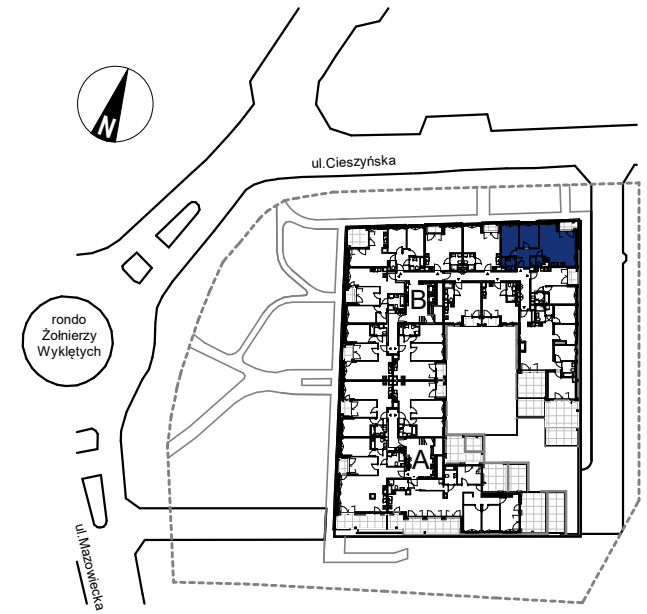 N
ul.Cieszyńska
B
rondo
Żołnierzy
Wyklętych
A
ul.Mazowiecka